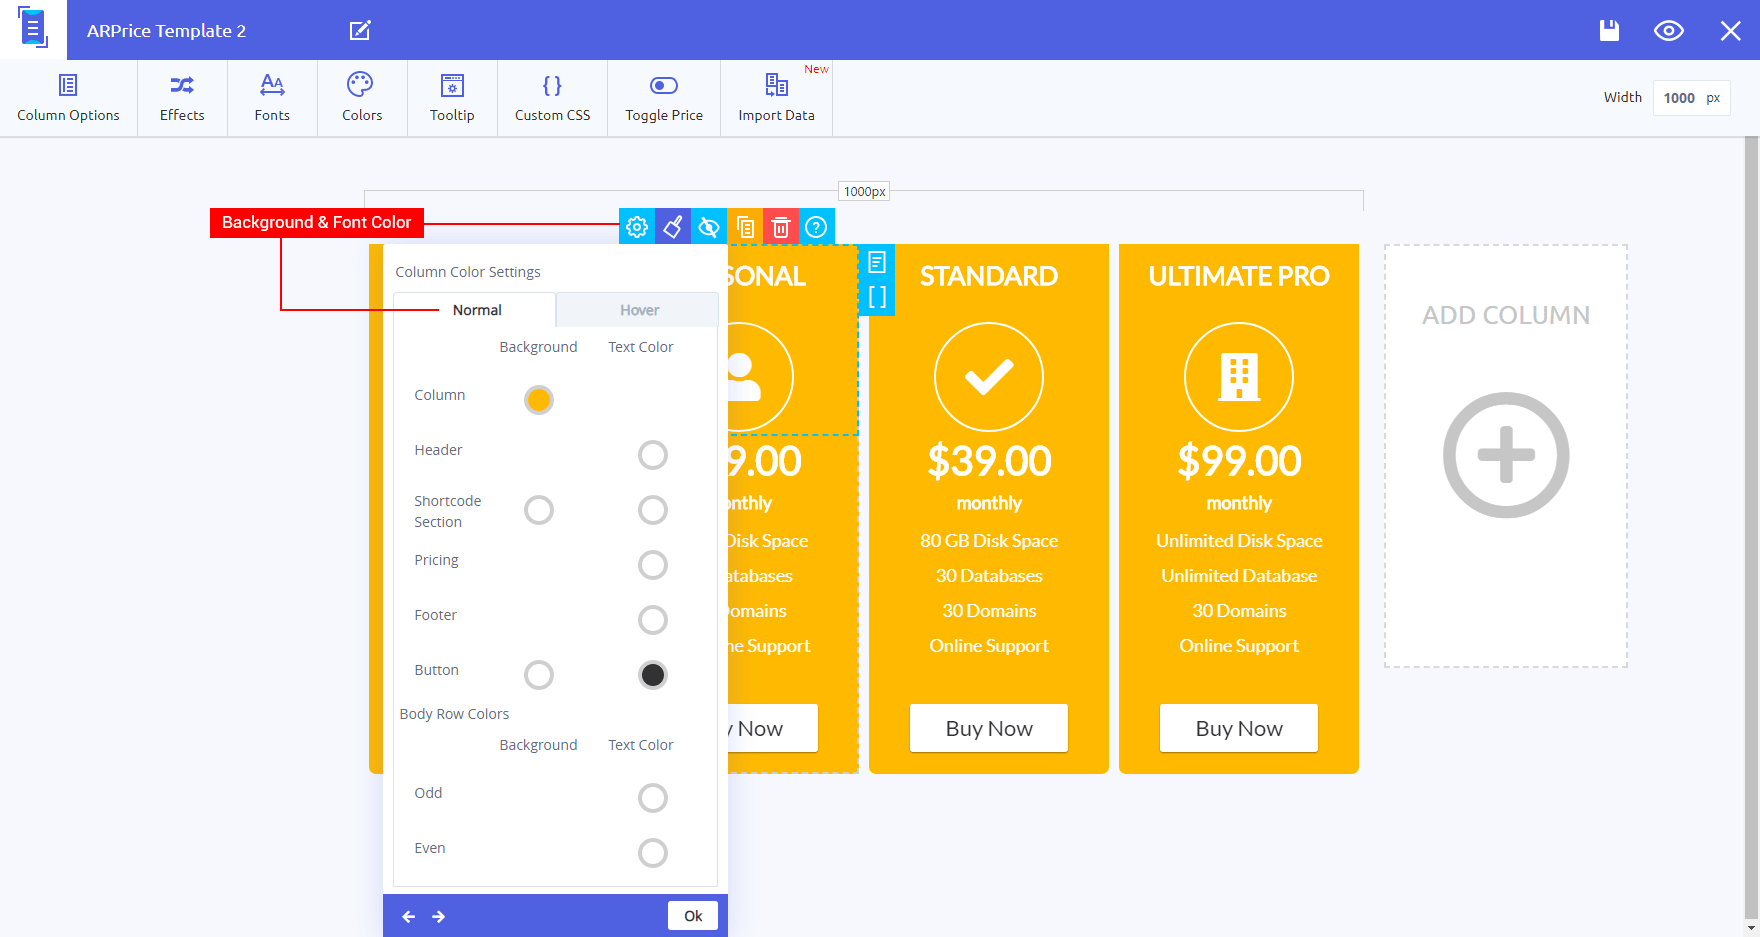 ARPrice Template 2
Column Options
Effects
Fonts
Colors
Tooltip
Custom CSS
Toggle Price
Import Data
New
Width 1000 px
1000px
Background & Font Color
Column Color Settings
Normal Hover
Background Text Color
Column
Header
Shortcode
Section
Pricing
Footer
Button
Body Row Colors
Background Text Color
Odd
Even
Ok
SONAL
9.00
onthly
Disk Space
atabases
omains
ne Support
y Now
STANDARD
$39.00
monthly
80 GB Disk Space
30 Databases
30 Domains
Online Support
Buy Now
ULTIMATE PRO
$99.00
monthly
Unlimited Disk Space
Unlimited Database
30 Domains
Online Support
Buy Now
ADD COLUMN